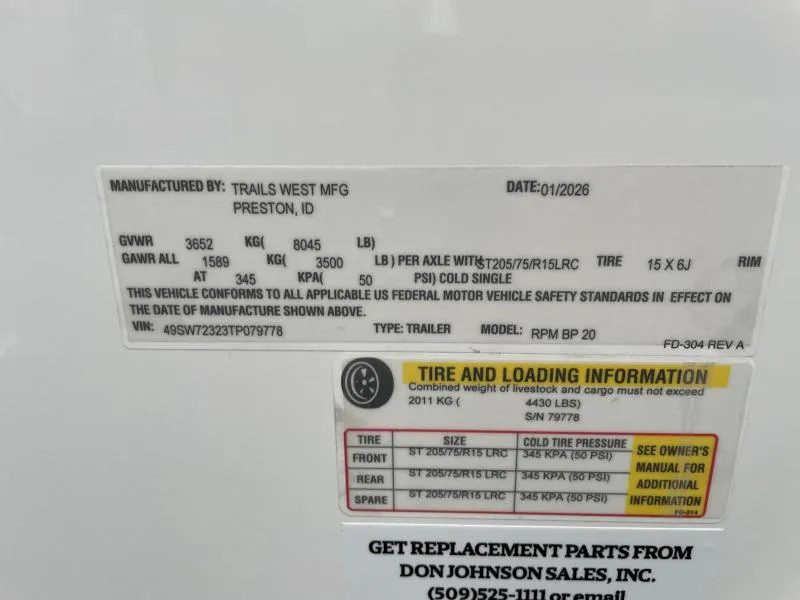 MANUFACTURED BY: TRAILS WEST MFG DATE: 01/2026
PRESTON, ID
GVWR 3652 KG( 8045 LB)
GAWR ALL 1589 KG( 3500 LB ) PER AXLE WITH ST205/75/R15LRC TIRE 15 X 6J RIM
AT 345 KPA( 50 PSI) COLD SINGLE
THIS VEHICLE CONFORMS TO ALL APPLICABLE US FEDERAL MOTOR VEHICLE SAFETY STANDARDS IN EFFECT ON
THE DATE OF MANUFACTURE SHOWN ABOVE.
VIN: 49SW72323TP079778 TYPE: TRAILER MODEL: RPM BP 20
FD-304 REV A
TIRE AND LOADING INFORMATION
Combined weight of livestock and cargo must not exceed
2011 KG ( 4430 LBS)
S/N 79778
TIRE SIZE COLD TIRE PRESSURE
FRONT ST 205/75/R15 LRC 345 KPA (50 PSI)
REAR ST 205/75/R15 LRC 345 KPA (50 PSI)
SPARE ST 205/75/R15 LRC 345 KPA (50 PSI)
SEE OWNER'S
MANUAL FOR
ADDITIONAL
INFORMATION
FD-314
GET REPLACEMENT PARTS FROM
DON JOHNSON SALES, INC.
(509)525-1111 or email